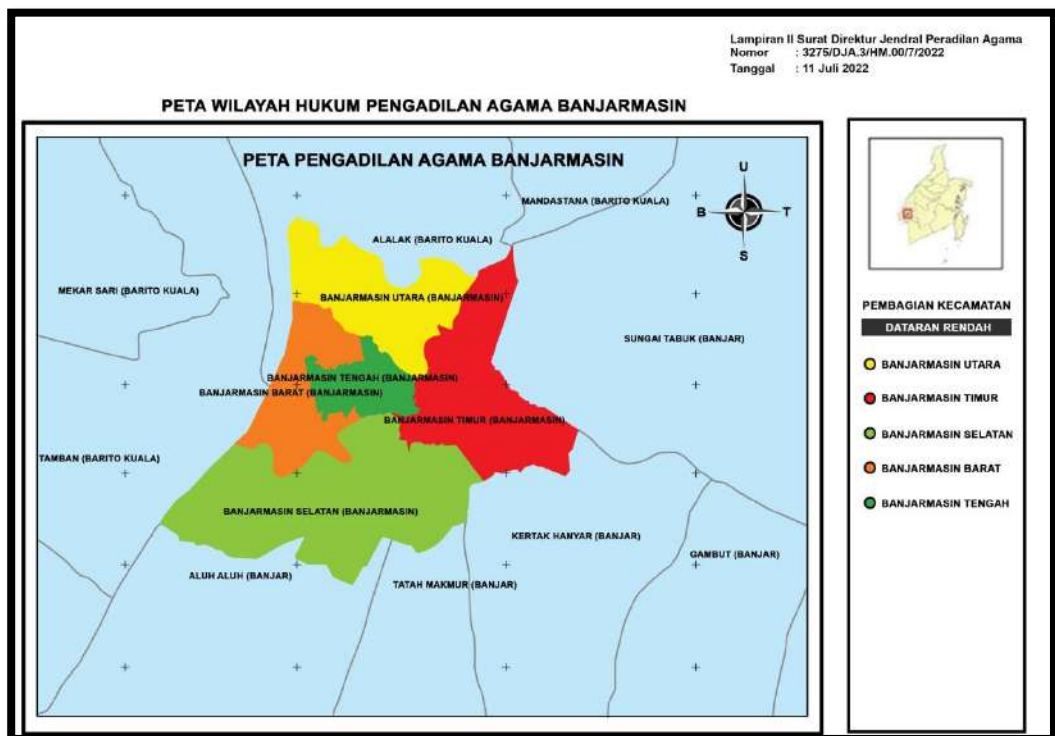 Lampiran II Surat Direktur Jendral Peradilan Agama
Nomor : 3275/DJA.3/HM.00/7/2022
Tanggal : 11 Juli 2022
PETA WILAYAH HUKUM PENGADILAN AGAMA BANJARMASIN
PETA PENGADILAN AGAMA BANJARMASIN
U
B T
S
MANDASTANA (BARITO KUALA)
ALALAK (BARITO KUALA)
MEKAR SARI (BARITO KUALA)
BANJARMASIN UTARA (BANJARMASIN)
SUNGAI TABUK (BANJAR)
BANJARMASIN TENGAH (BANJARMASIN)
BANJARMASIN BARAT (BANJARMASIN)
BANJARMASIN TIMUR (BANJARMASIN)
TAMBAN (BARITO KUALA)
BANJARMASIN SELATAN (BANJARMASIN)
KERTAK HANYAR (BANJAR)
GAMBUT (BANJAR)
ALUH ALUH (BANJAR)
TATAH MAKMUR (BANJAR)
PEMBAGIAN KECAMATAN
DATARAN RENDAH
BANJARMASIN UTARA
BANJARMASIN TIMUR
BANJARMASIN SELATAN
BANJARMASIN BARAT
BANJARMASIN TENGAH